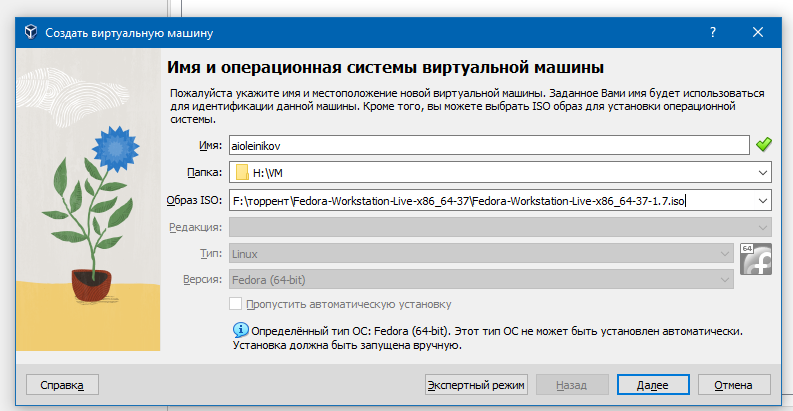 Создать виртуальную машину
?
Имя и операционная системы виртуальной машины
Пожалуйста укажите имя и местоположение новой виртуальной машины. Заданное Вами имя будет использоваться
для идентификации данной машины. Кроме того, вы можете выбрать ISO образ для установки операционной
системы.
Имя: aioleinikov
Папка: H:\VM
Образ ISO: F:\торрент\Fedora-Workstation-Live-x86_64-37\Fedora-Workstation-Live-x86_64-37-1.7.iso
Редакция:
Тип: Linux
64
Версия: Fedora (64-bit)
Пропустить автоматическую установку
Определённый тип ОС: Fedora (64-bit). Этот тип ОС не может быть установлен автоматически.
Установка должна быть запущена вручную.
Справка Экспертный режим Назад Далее Отмена